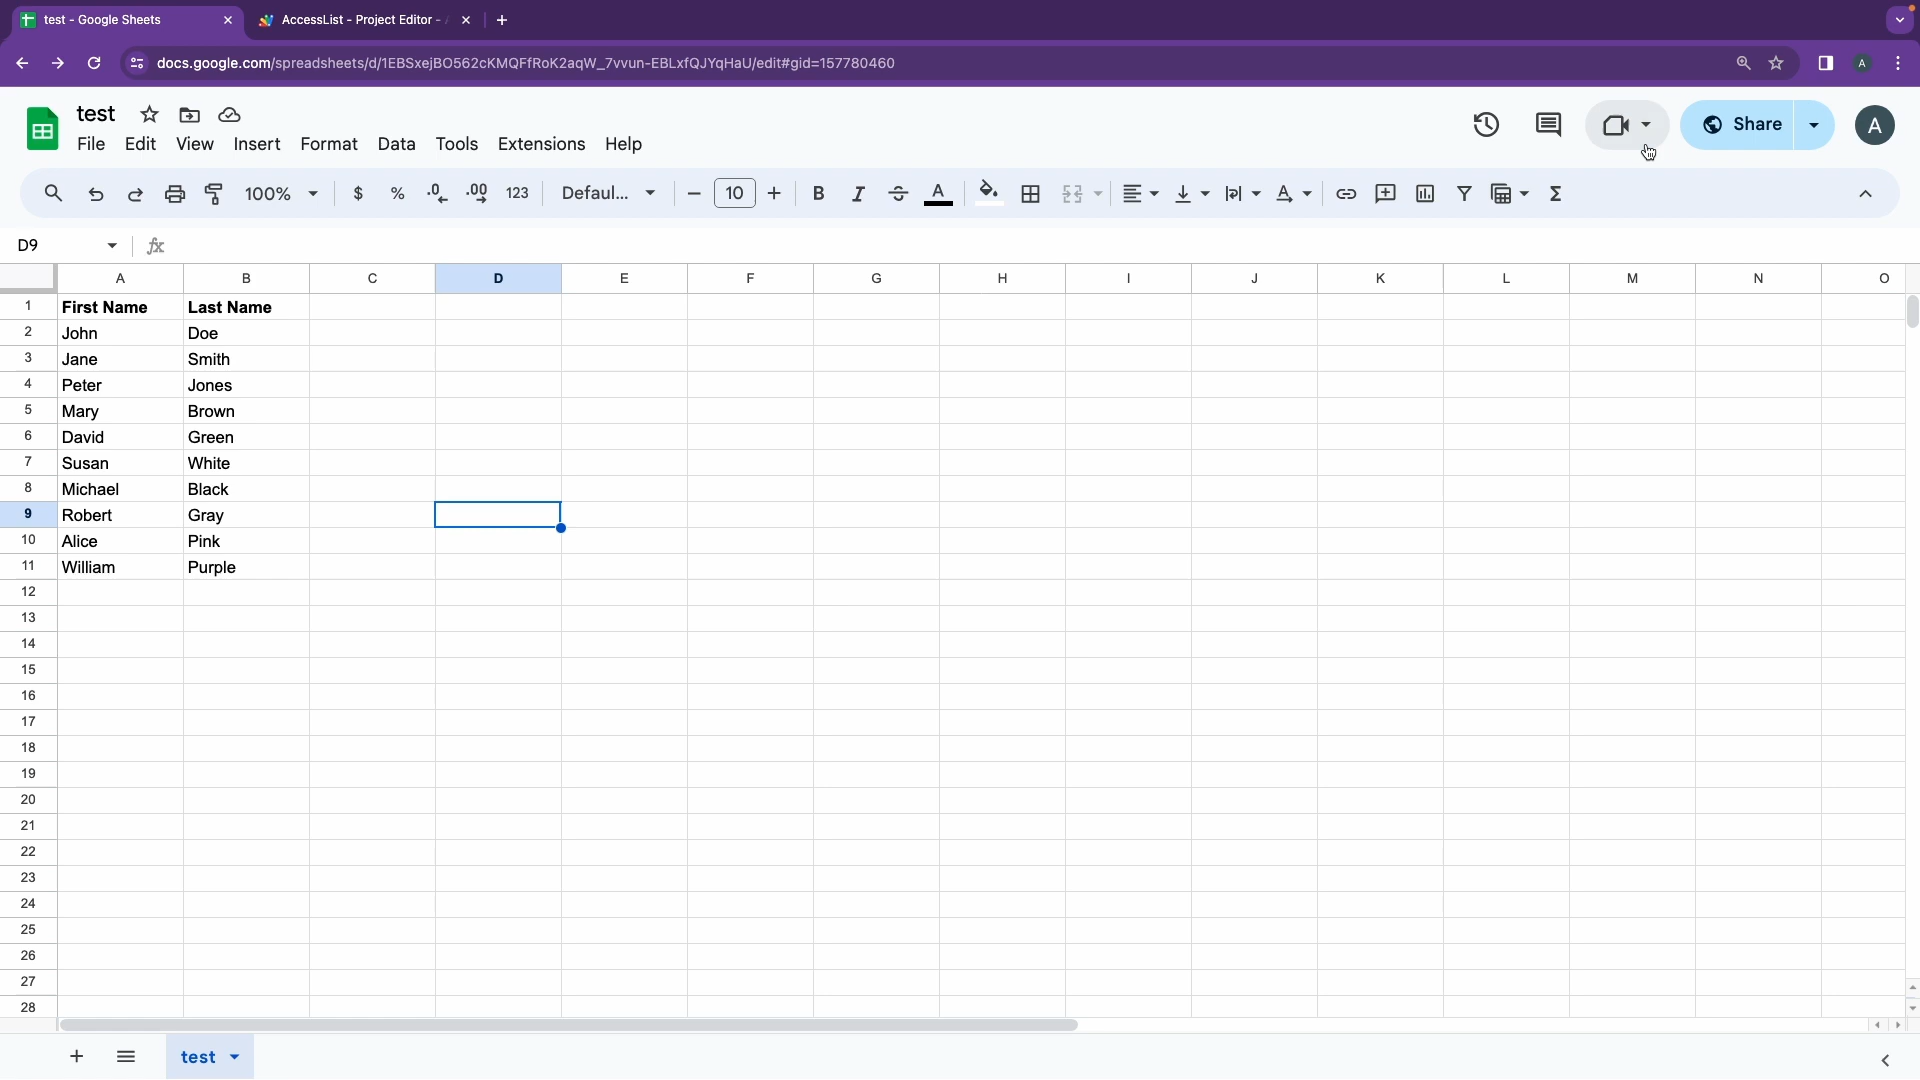 test - Google Sheets
AccessList - Project Editor -
docs.google.com/spreadsheets/d/1EBSxejBO562cKMQFfRoK2aqW_7vvun-EBLxfQJYqHaU/edit#gid=157780460
A
test
File Edit View Insert Format Data Tools Extensions Help
Share
A
100% $ % .0 .00 123 Defaul... 10 B I S A A Σ
D9 fx
A B C D E F G H I J K L M N O
1 First Name Last Name
2 John Doe
3 Jane Smith
4 Peter Jones
5 Mary Brown
6 David Green
7 Susan White
8 Michael Black
9 Robert Gray
10 Alice Pink
11 William Purple
12
13
14
15
16
17
18
19
20
21
22
23
24
25
26
27
28
test